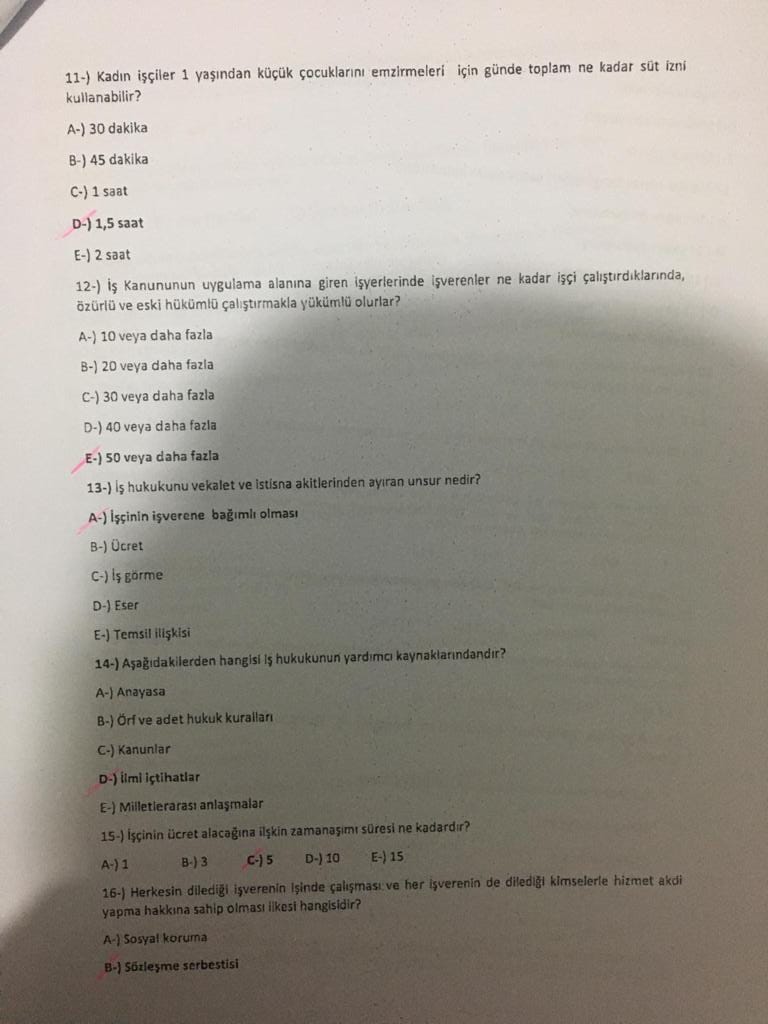 11-) Kadın işçiler 1 yaşından küçük çocuklarını emzirmeleri için günde toplam ne kadar süt izni
kullanabilir?
A-) 30 dakika
B-) 45 dakika
C-) 1 saat
D-) 1,5 saat
E-) 2 saat
12-) İş Kanununun uygulama alanına giren işyerlerinde işverenler ne kadar işçi çalıştırdıklarında,
özürlü ve eski hükümlü çalıştırmakla yükümlü olurlar?
A-) 10 veya daha fazla
B-) 20 veya daha fazla
C-) 30 veya daha fazla
D-) 40 veya daha fazla
E-) 50 veya daha fazla
13-) İş hukukunu vekalet ve istisna akitlerinden ayıran unsur nedir?
A-) İşçinin işverene bağımlı olması
B-) Ücret
C-) İş görme
D-) Eser
E-) Temsil ilişkisi
14-) Aşağıdakilerden hangisi iş hukukunun yardımcı kaynaklarındandır?
A-) Anayasa
B-) Örf ve adet hukuk kuralları
C-) Kanunlar
D-) İlmi içtihatlar
E-) Milletlerarası anlaşmalar
15-) İşçinin ücret alacağına ilşkin zamanaşımı süresi ne kadardır?
A-) 1 B-) 3 C-) 5 D-) 10 E-) 15
16-) Herkesin dilediği işverenin işinde çalışması ve her işverenin de dilediği kimselerle hizmet akdi
yapma hakkına sahip olması ilkesi hangisidir?
A-) Sosyal koruma
B-) Sözleşme serbestisi